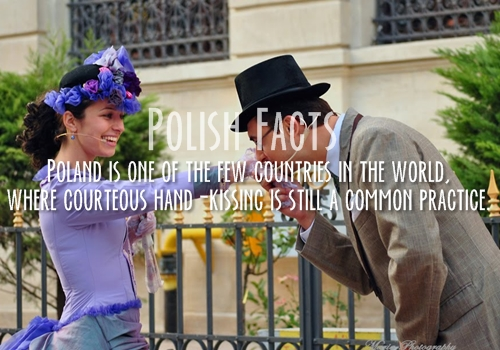 Polish Facts
Poland is one of the few countries in the world,
where courteous hand-kissing is still a common practice.